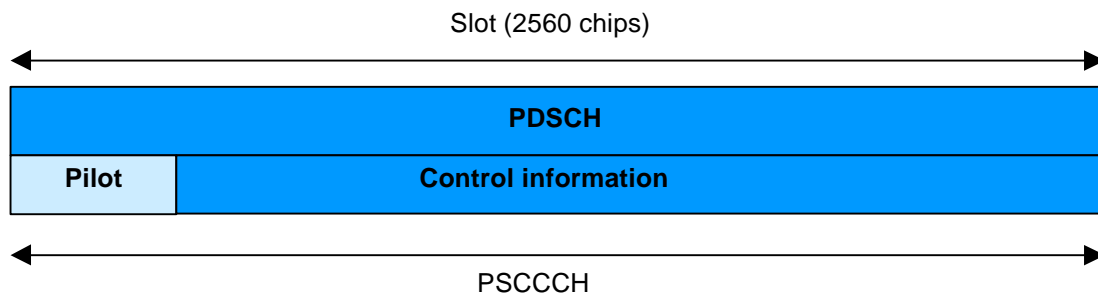 Slot (2560 chips)
PDSCH
Pilot Control information
PSCCCH